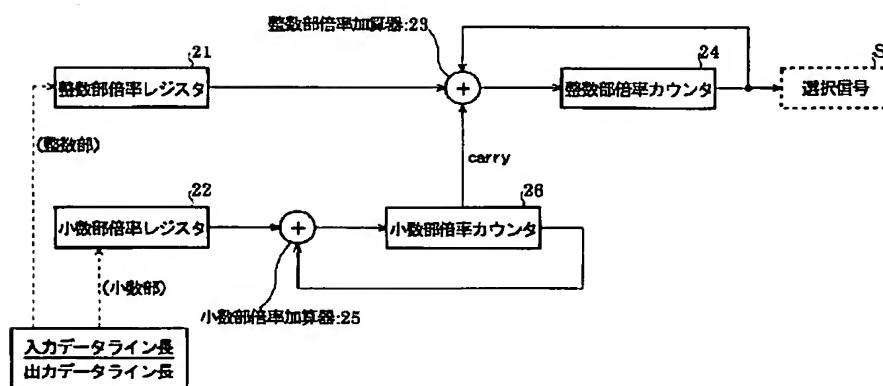 整数部倍率加算器:23
21
24
S
整数部倍率レジスタ
整数部倍率カウンタ
選択信号
(整数部)
carry
22
26
小数部倍率レジスタ
小数部倍率カウンタ
(小数部)
小数部倍率加算器:25
入力データライン長
出力データライン長